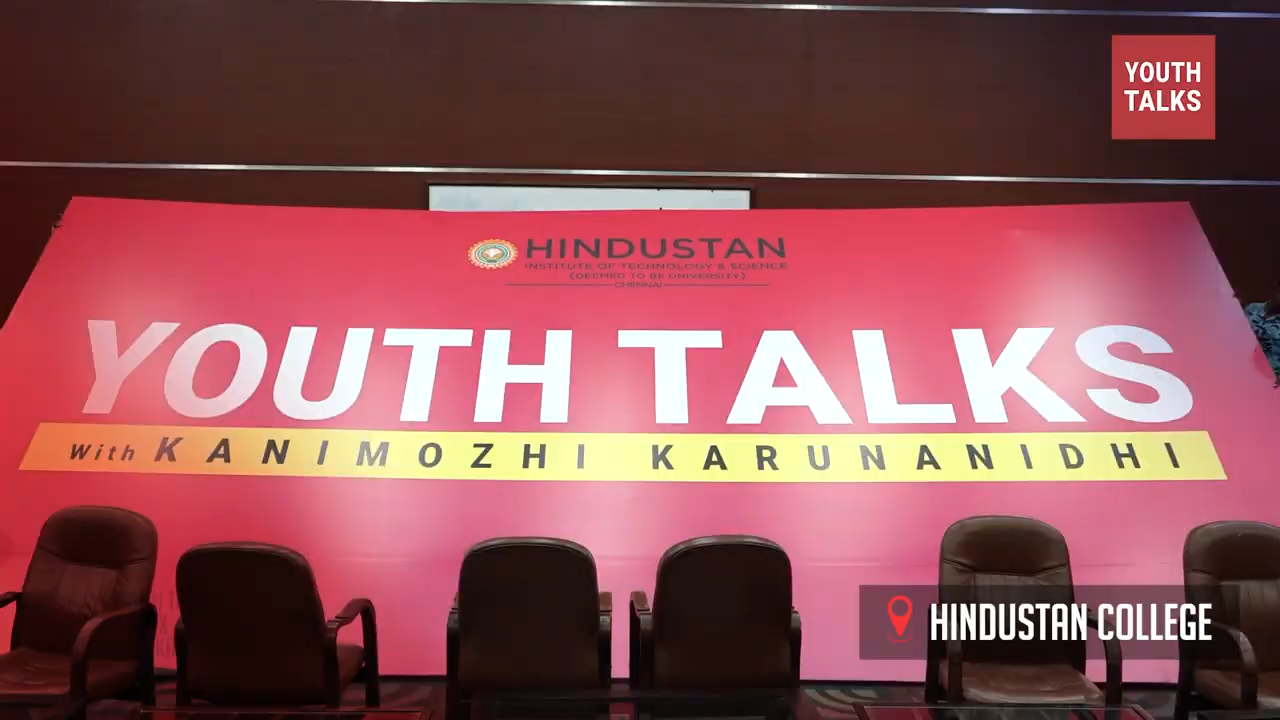 YOUTH
TALKS
HINDUSTAN
INSTITUTE OF TECHNOLOGY & SCIENCE
(DEEMED TO BE UNIVERSITY)
CHENNAI
YOUTH TALKS
With KANIMOZHI KARUNANIDHI
HINDUSTAN COLLEGE